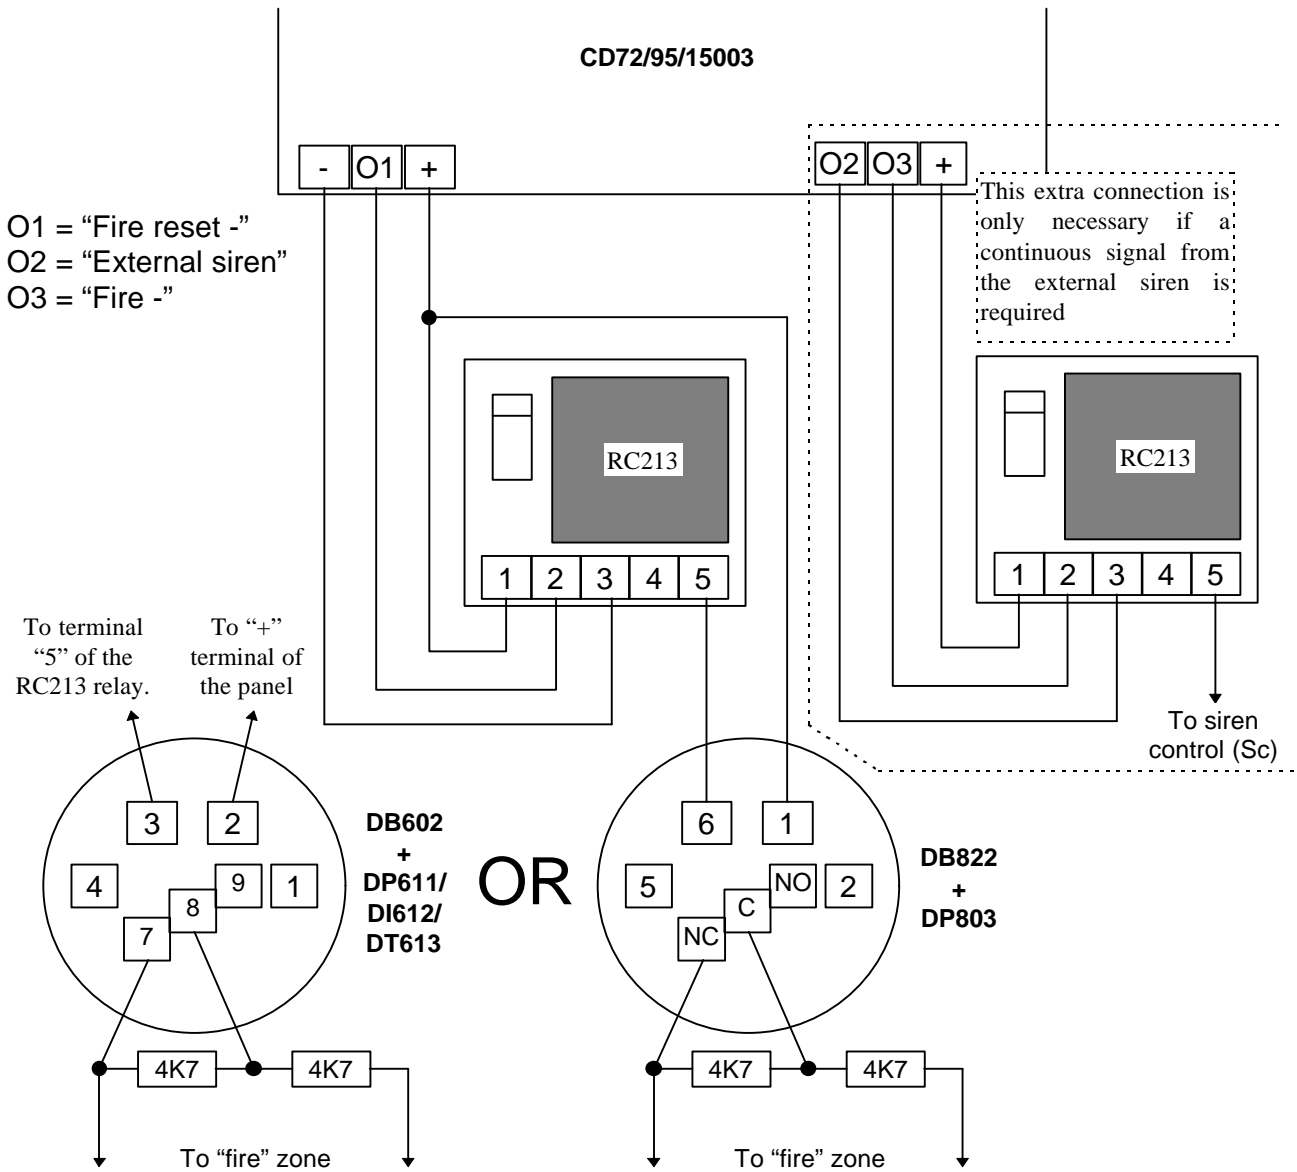 CD72/95/15003
- O1 +
O2 O3 +
This extra connection is
only necessary if a
continuous signal from
the external siren is
required
O1 = “Fire reset -”
O2 = “External siren”
O3 = “Fire -”
RC213
1 2 3 4 5
RC213
1 2 3 4 5
To siren
control (Sc)
To terminal
“5” of the
RC213 relay.
To “+”
terminal of
the panel
3 2
4 9 1
8
7
DB602
+
DP611/
DI612/
DT613
OR
6 1
5 NO 2
C
NC
DB822
+
DP803
4K7 4K7
To “fire” zone
4K7 4K7
To “fire” zone